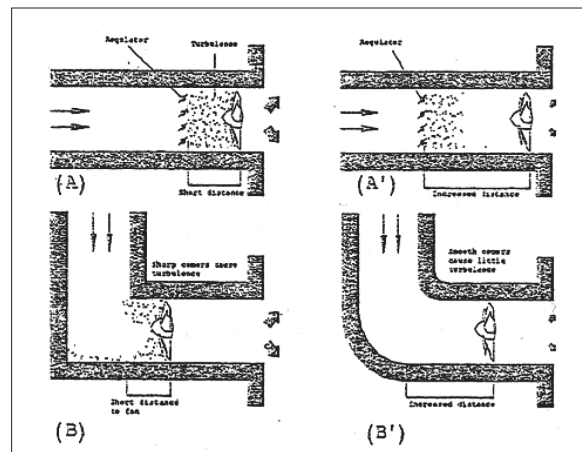 Regulator
Turbulence
(A)
Short distance
Regulator
(A')
Increased distance
Sharp corners cause
turbulence
(B)
Short distance
to fan
Smooth corners
cause little
turbulence
(B')
Increased distance